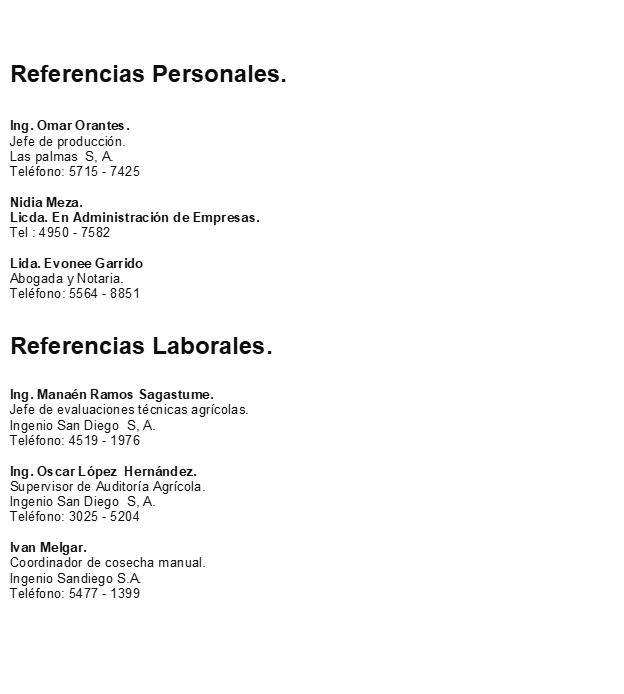 Referencias Personales.
Ing. Omar Orantes.
Jefe de producción.
Las palmas S, A.
Teléfono: 5715 - 7425
Nidia Meza.
Licda. En Administración de Empresas.
Tel : 4950 - 7582
Lida. Evonee Garrido
Abogada y Notaria.
Teléfono: 5564 - 8851
Referencias Laborales.
Ing. Manaén Ramos Sagastume.
Jefe de evaluaciones técnicas agrícolas.
Ingenio San Diego S, A.
Teléfono: 4519 - 1976
Ing. Oscar López Hernández.
Supervisor de Auditoría Agrícola.
Ingenio San Diego S, A.
Teléfono: 3025 - 5204
Ivan Melgar.
Coordinador de cosecha manual.
Ingenio Sandiego S.A.
Teléfono: 5477 - 1399